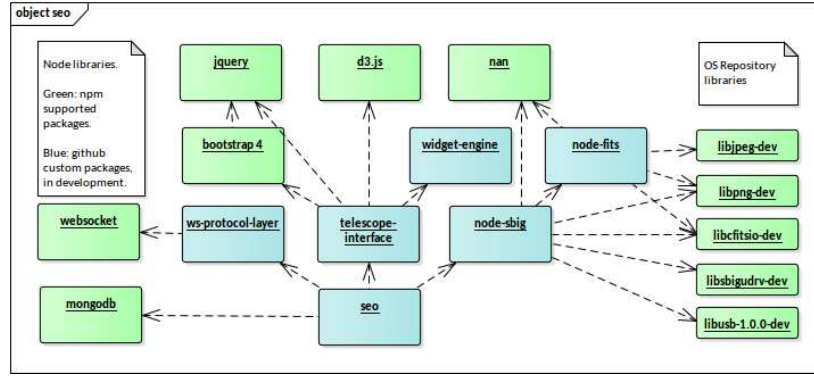 object seo
Node libraries.
Green: npm
supported
packages.
Blue: github
custom packages,
in development.
jquery
d3.js
nan
OS Repository
libraries
bootstrap 4
widget-engine
node-fits
libjpeg-dev
libpng-dev
websocket
ws-protocol-layer
telescope-
interface
node-sbig
libcfitsio-dev
libsbigudrv-dev
mongodb
seo
libusb-1.0.0-dev